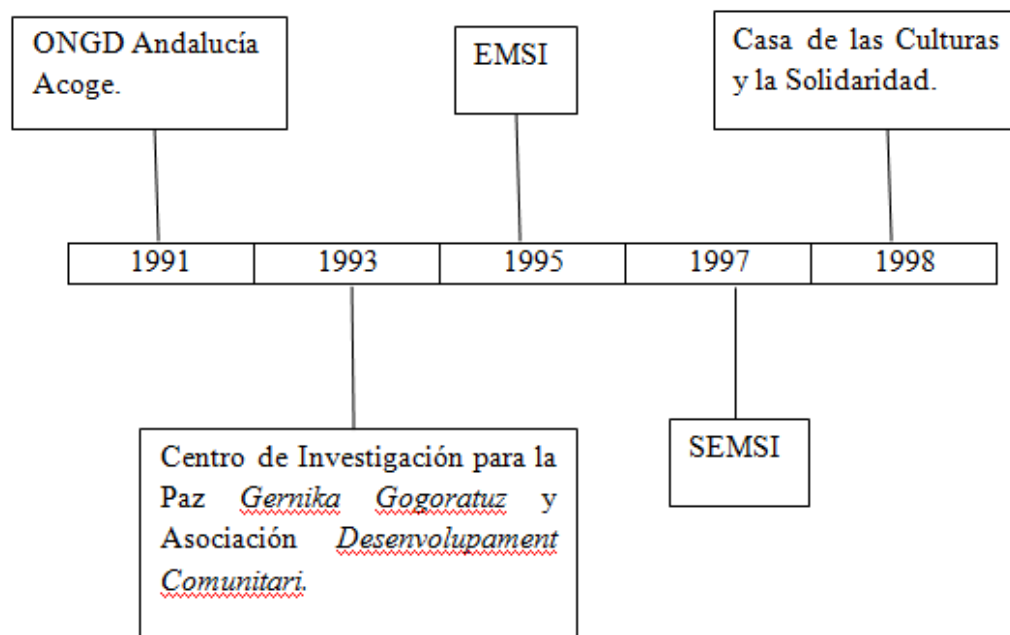 ONGD Andalucía
Acoge.
EMSI
Casa de las Culturas
y la Solidaridad.
1991 1993 1995 1997 1998
Centro de Investigación para la
Paz Gernika Gogoratuz y
Asociación Desenvolupament
Comunitari.
SEMSI